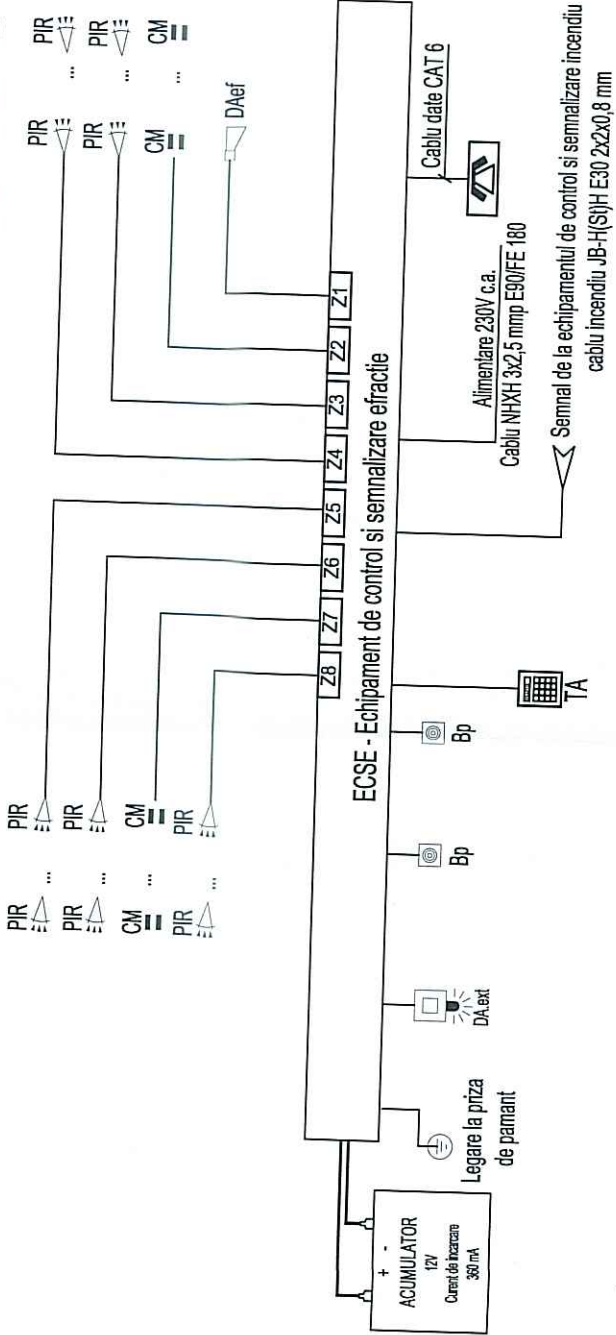 PIR ... PIR
PIR ... PIR
CM ... CM
PIR ... PIR
PIR ... PIR
PIR ... PIR
CM ... CM
DAef
Z8 Z7 Z6 Z5 Z4 Z3 Z2 Z1
ECSE - Echipament de control si semnalizare efractie
+ -
ACUMULATOR
12V
Curent de incarcare
360 mA
Legare la priza
de pamant
DA.ext
Bp
Bp
TA
Alimentare 230V c.a.
Cablu NHXH 3x2,5 mmp E90/FE 180
Cablu date CAT 6
Semnal de la echipamentul de control si semnalizare incendiu
cablu incendiu JB-H(St)H E30 2x2x0,8 mm